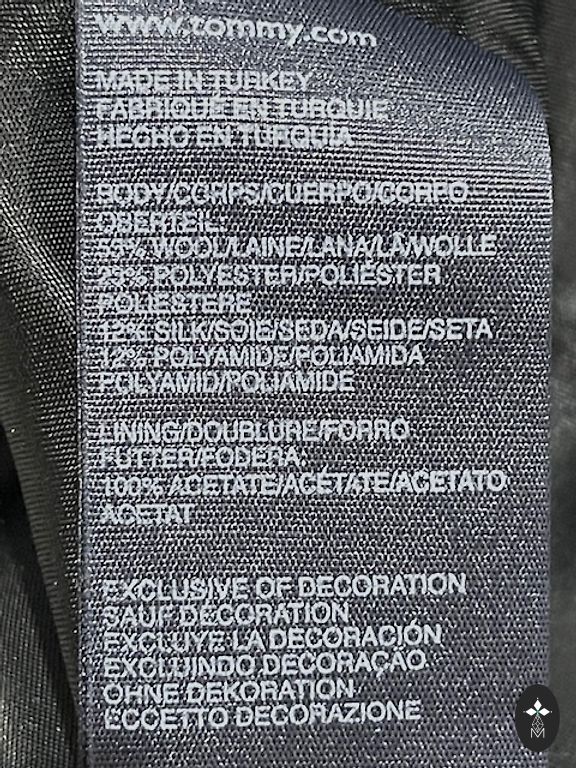 www.tommy.com
MADE IN TURKEY
FABRIQUE EN TURQUIE
HECHO EN TURQUIA
BODY/CORPS/CUERPO/CORPO
OBERTEIL
53% WOOL/LAINE/LANA/LÃ/WOLLE
23% POLYESTER/POLIÉSTER
POLIESTERE
12% SILK/SOIE/SEDA/SEIDE/SETA
12% POLYAMIDE/POLIAMIDA
POLYAMID/POLIAMIDE
LINING/DOUBLURE/FORRO
FUTTER/FODERA
100% ACETATE/ACÉTATE/ACETATO
ACETAT
EXCLUSIVE OF DECORATION
SAUF DÉCORATION
EXCLUYE LA DECORACIÓN
EXCLUINDO DECORAÇÃO
OHNE DEKORATION
ECCETTO DECORAZIONE
M